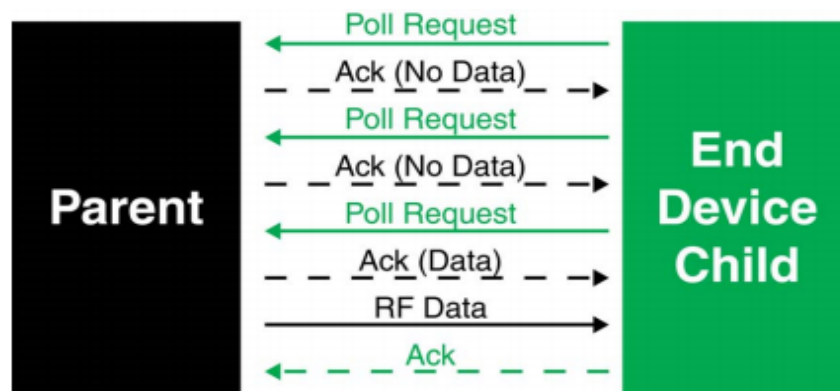 Poll Request
Ack (No Data)
Poll Request
Ack (No Data)
Poll Request
Ack (Data)
RF Data
Ack
Parent
End
Device
Child